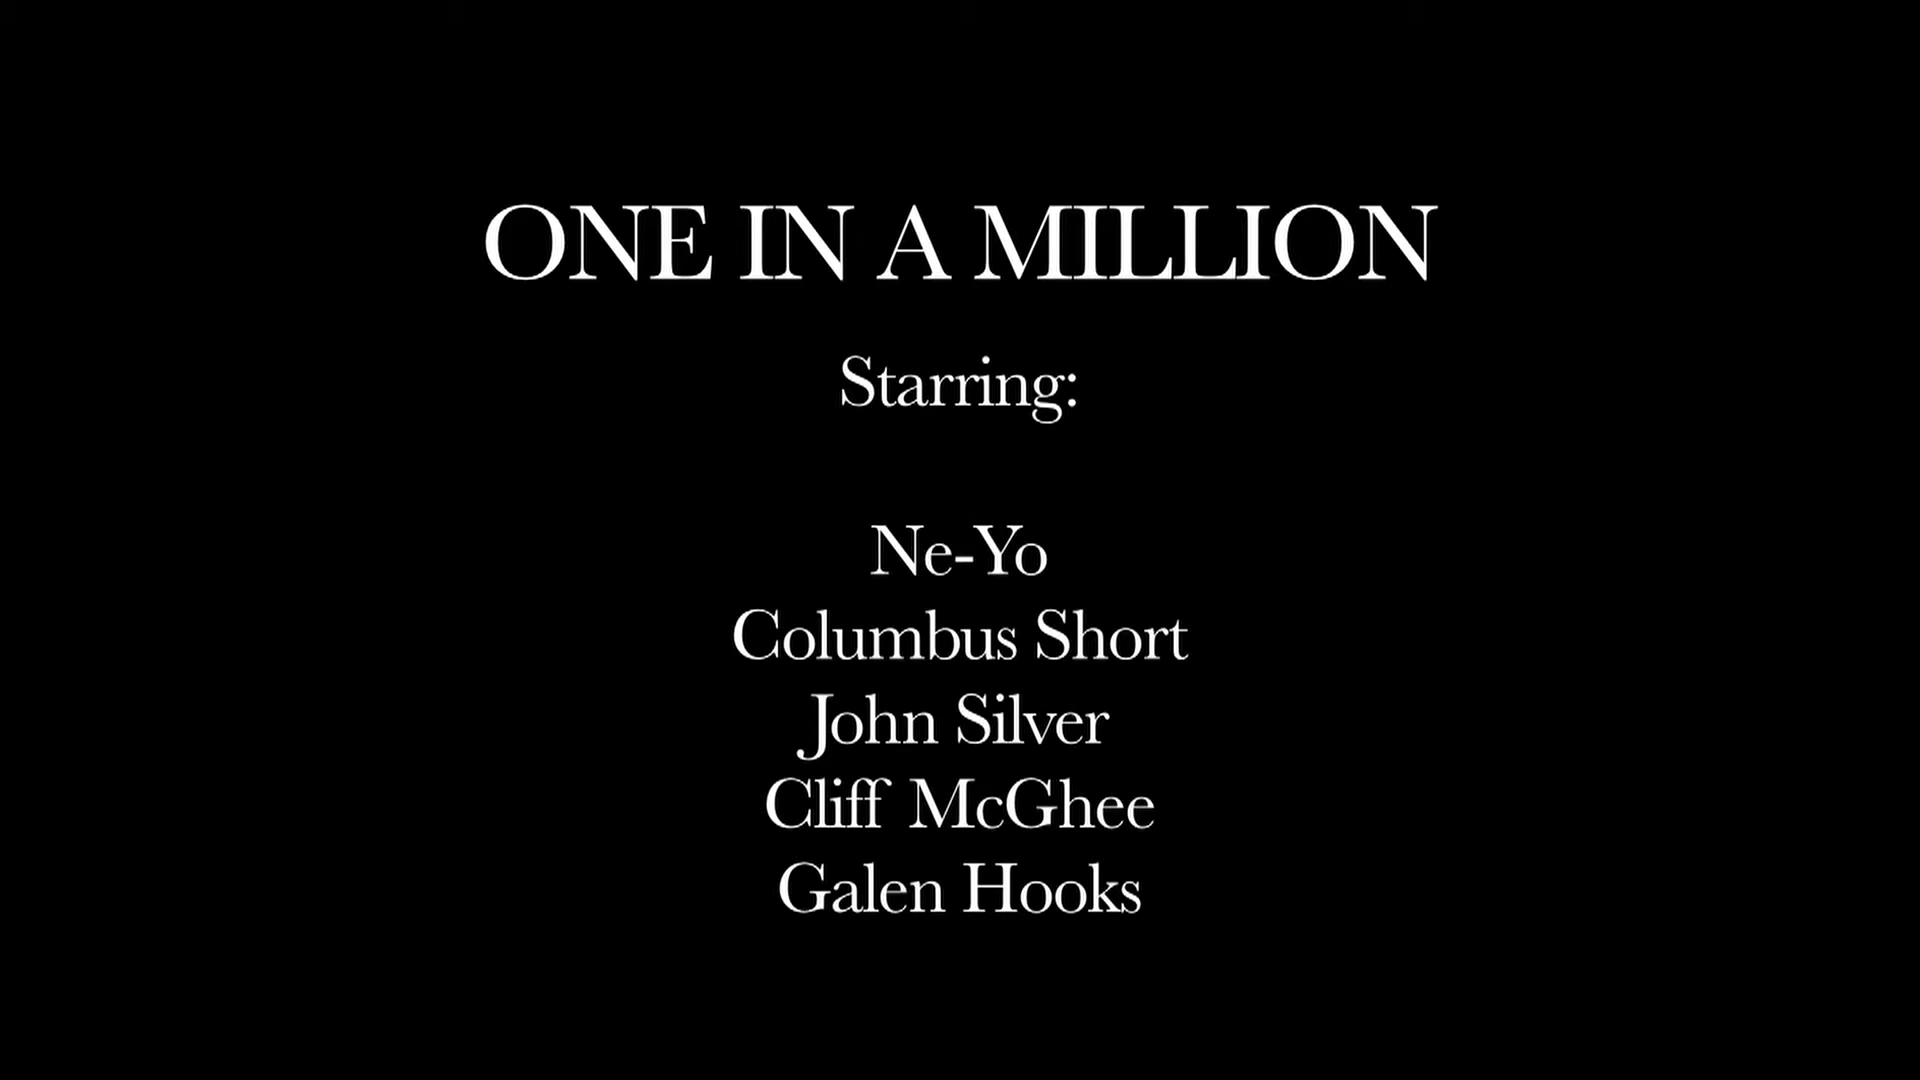 ONE IN A MILLION
Starring:
Ne-Yo
Columbus Short
John Silver
Cliff McGhee
Galen Hooks